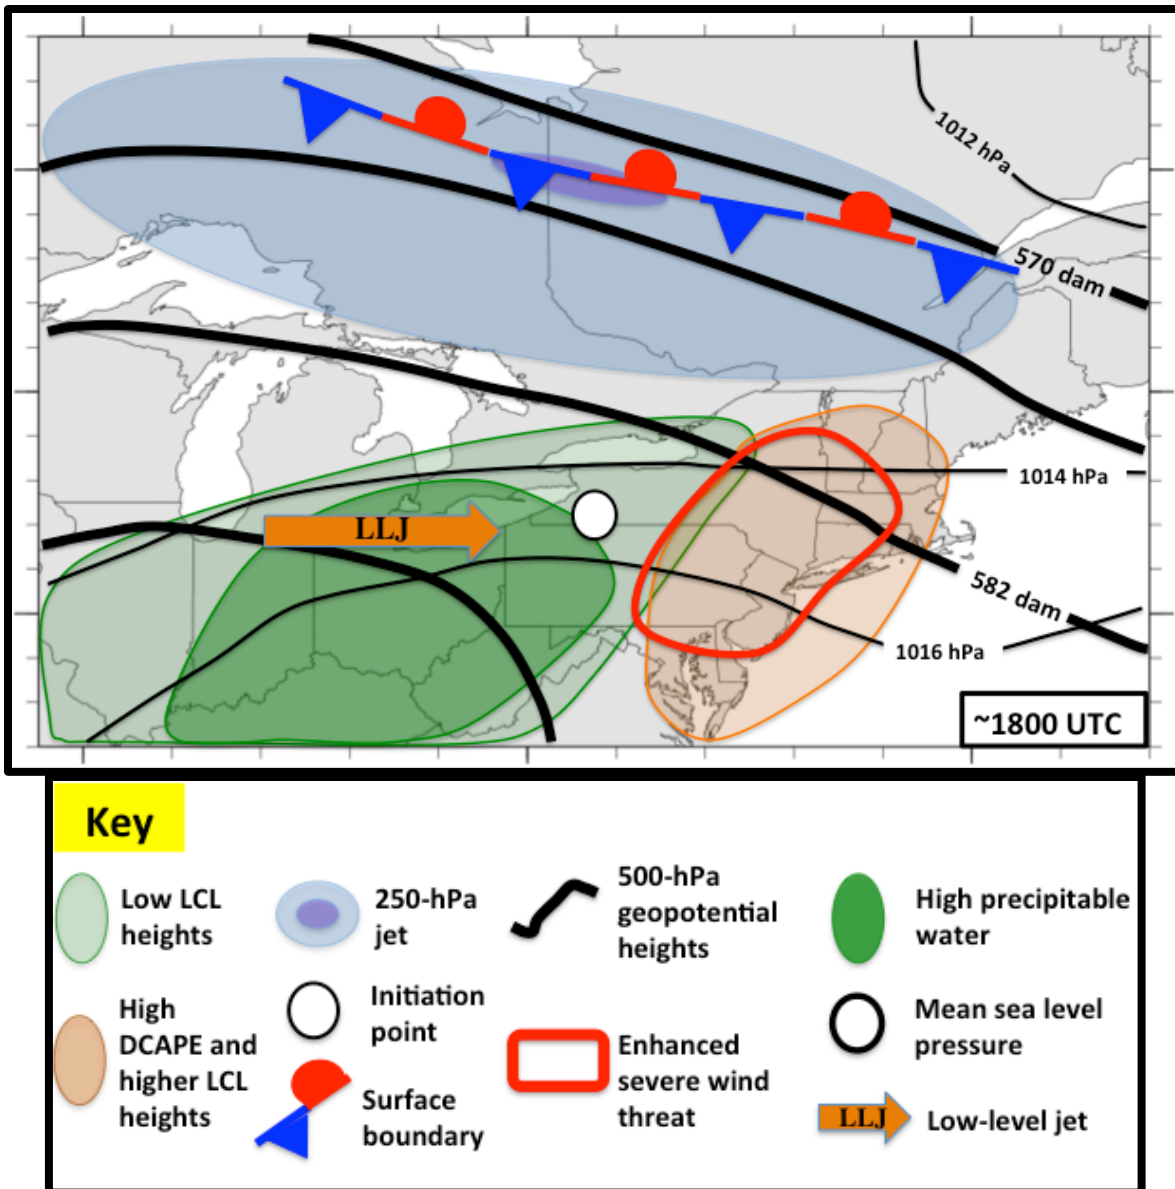 1012 hPa
570 dam
1014 hPa
LLJ
582 dam
1016 hPa
~1800 UTC
Key
Low LCL
heights
250-hPa
jet
500-hPa
geopotential
heights
High precipitable
water
High
DCAPE and
higher LCL
heights
Initiation
point
Surface
boundary
Enhanced
severe wind
threat
Mean sea level
pressure
LLJ
Low-level jet